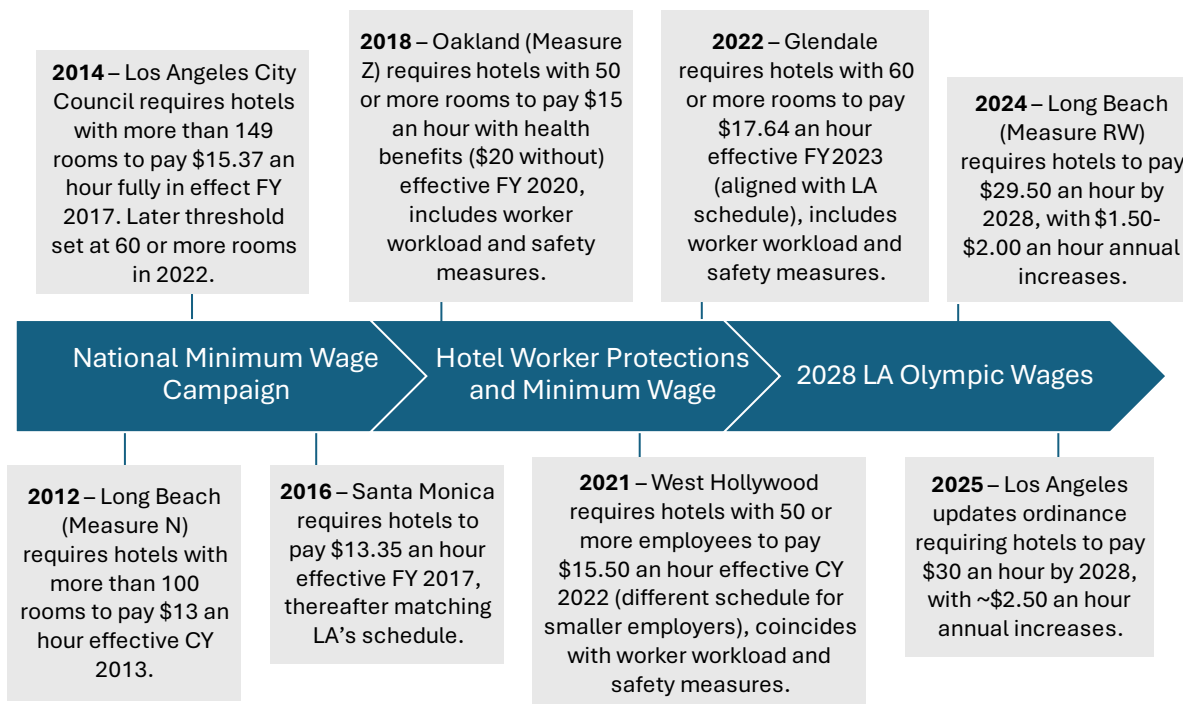 2014 – Los Angeles City
Council requires hotels
with more than 149
rooms to pay $15.37 an
hour fully in effect FY
2017. Later threshold
set at 60 or more rooms
in 2022.
2018 – Oakland (Measure
Z) requires hotels with 50
or more rooms to pay $15
an hour with health
benefits ($20 without)
effective FY 2020,
includes worker
workload and safety
measures.
2022 – Glendale
requires hotels with 60
or more rooms to pay
$17.64 an hour
effective FY 2023
(aligned with LA
schedule), includes
worker workload and
safety measures.
2024 – Long Beach
(Measure RW)
requires hotels to pay
$29.50 an hour by
2028, with $1.50-
$2.00 an hour annual
increases.
National Minimum Wage
Campaign
Hotel Worker Protections
and Minimum Wage
2028 LA Olympic Wages
2012 – Long Beach
(Measure N)
requires hotels with
more than 100
rooms to pay $13 an
hour effective CY
2013.
2016 – Santa Monica
requires hotels to
pay $13.35 an hour
effective FY 2017,
thereafter matching
LA's schedule.
2021 – West Hollywood
requires hotels with 50 or
more employees to pay
$15.50 an hour effective CY
2022 (different schedule for
smaller employers), coincides
with worker workload and
safety measures.
2025 – Los Angeles
updates ordinance
requiring hotels to pay
$30 an hour by 2028,
with ~$2.50 an hour
annual increases.